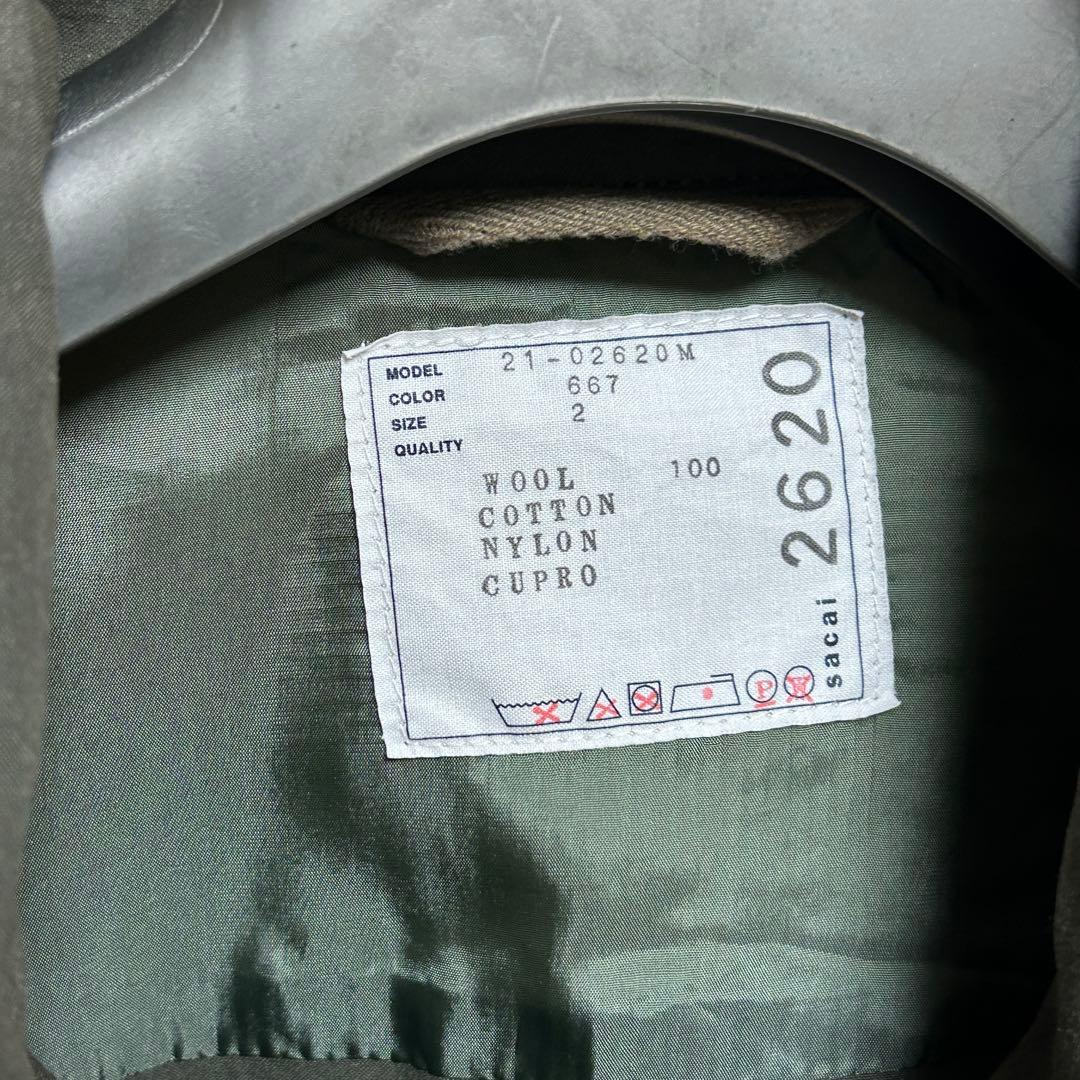 MODEL 21-02620M
COLOR 667
SIZE 2
QUALITY
WOOL 100
COTTON
NYLON
CUPRO
P
sacai 2620